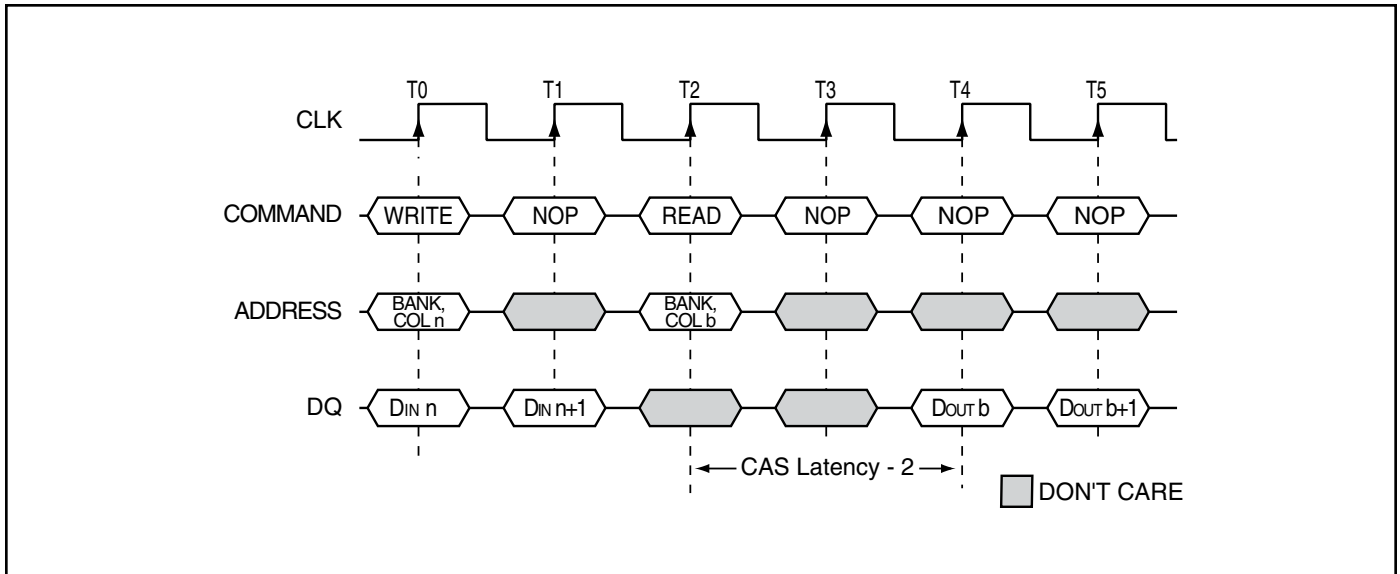 T0 T1 T2 T3 T4 T5
CLK
COMMAND WRITE NOP READ NOP NOP NOP
ADDRESS BANK, COL n BANK, COL b
DQ DIN n DIN n+1 DOUT b DOUT b+1
CAS Latency - 2
DON'T CARE